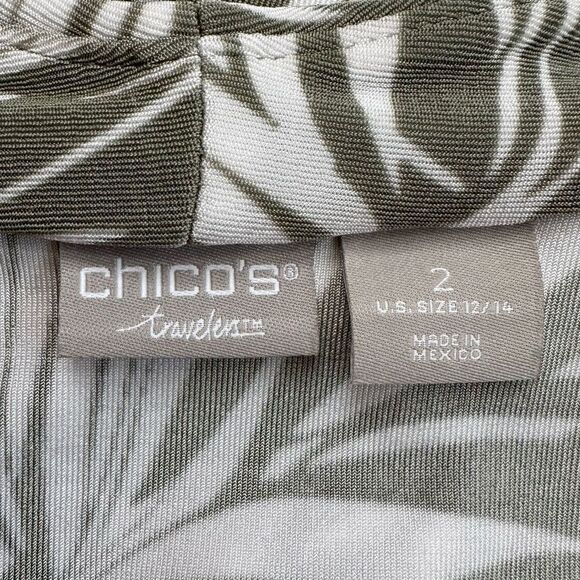 chico's®
travelers™
2
U.S. SIZE 12/14
MADE IN
MEXICO